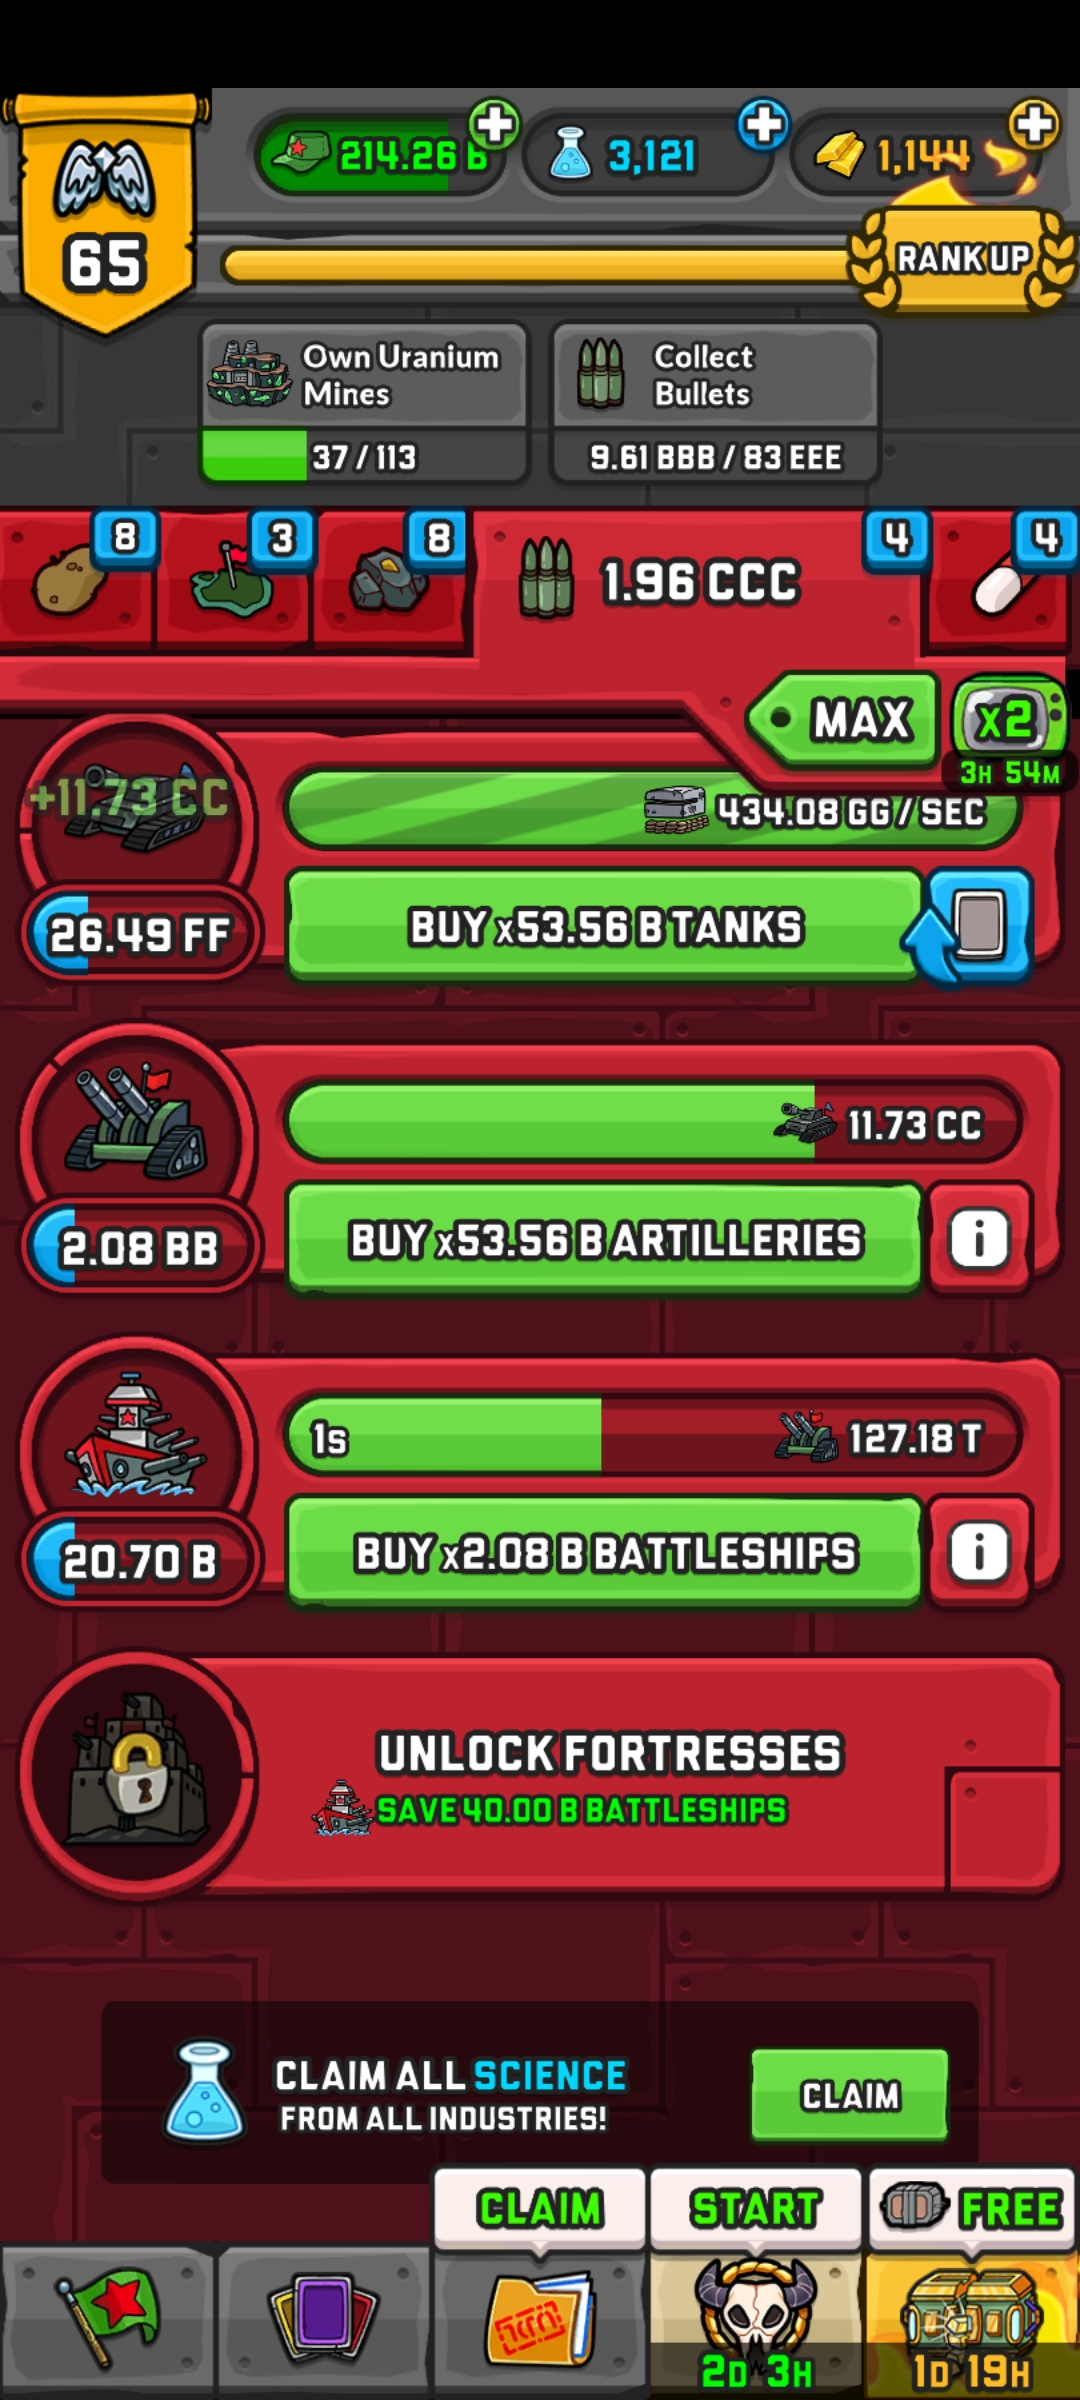 214.26 B
3,121
1,144
65
RANK UP
Own Uranium
Mines
37 / 113
Collect
Bullets
9.61 BBB / 83 EEE
8
3
8
1.96 CCC
4
4
MAX
x2
3H 54M
+11.73 CC
434.08 GG / SEC
26.49 FF
BUY x53.56 B TANKS
11.73 CC
2.08 BB
BUY x53.56 B ARTILLERIES
i
1s
127.18 T
20.70 B
BUY x2.08 B BATTLESHIPS
i
UNLOCK FORTRESSES
SAVE 40.00 B BATTLESHIPS
CLAIM ALL SCIENCE
FROM ALL INDUSTRIES!
CLAIM
CLAIM
START
FREE
2D 3H
1D 19H